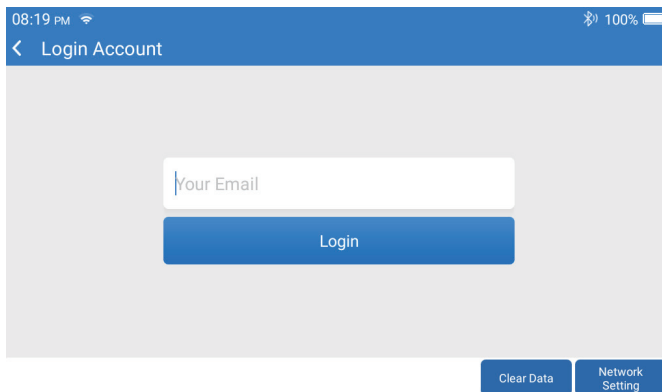 08:19 PM 100%
Login Account
Your Email
Login
Clear Data
Network
Setting